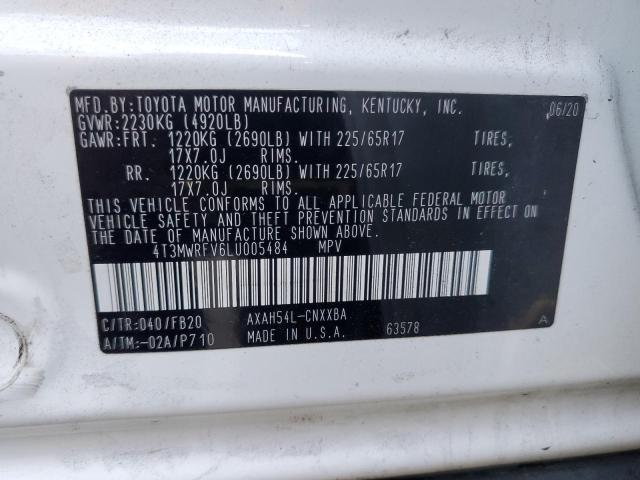 MFD.BY:TOYOTA MOTOR MANUFACTURING, KENTUCKY, INC. 06/20
GVWR:2230KG (4920LB)
GAWR:FRT. 1220KG (2690LB) WITH 225/65R17 TIRES,
17X7.0J RIMS.
RR. 1220KG (2690LB) WITH 225/65R17 TIRES,
17X7.0J RIMS.
THIS VEHICLE CONFORMS TO ALL APPLICABLE FEDERAL MOTOR
VEHICLE SAFETY AND THEFT PREVENTION STANDARDS IN EFFECT ON
THE DATE OF MANUFACTURE SHOWN ABOVE.
4T3MWRFV6LU005484 MPV
C/TR:040/FB20 AXAH54L-CNXXBA A
A/TM:-02A/P710 MADE IN U.S.A. 63578